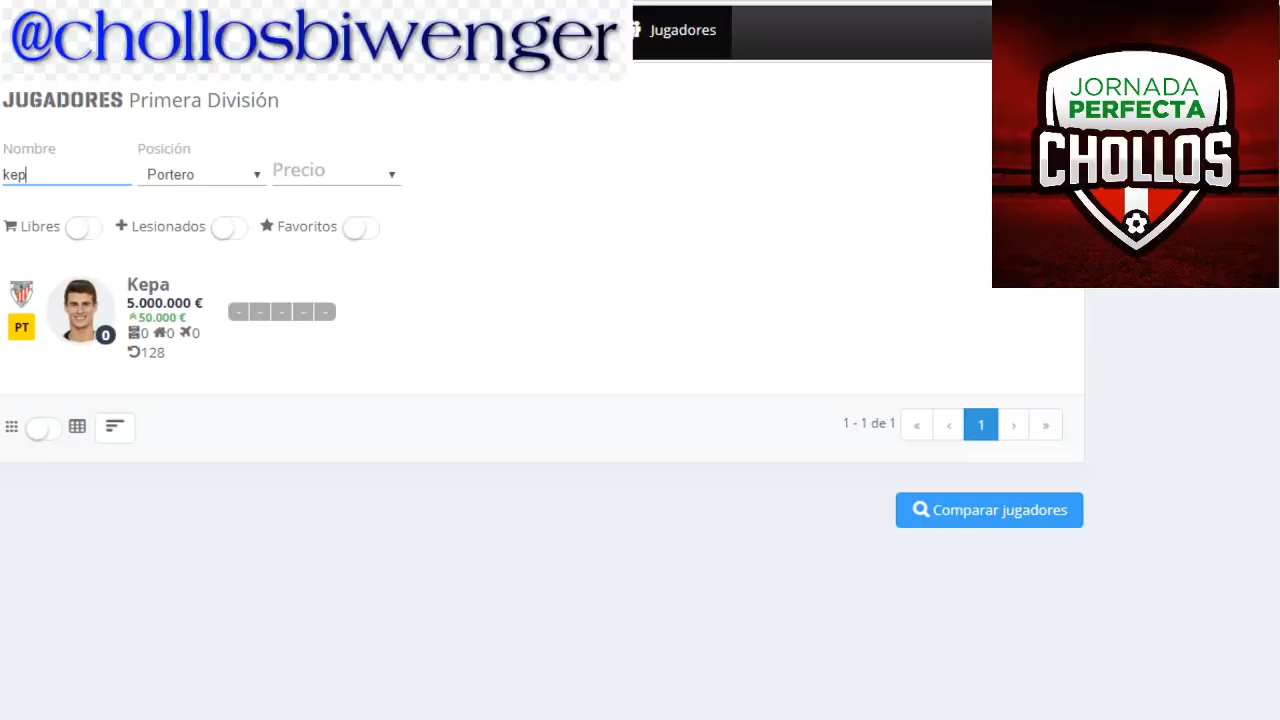 @chollosbiwenger
Jugadores
JORNADA
PERFECTA
CHOLLOS
JUGADORES Primera División
Nombre
Posición
kep
Portero
Precio
Libres
Lesionados
Favoritos
Kepa
5.000.000 €
50.000 €
PT
0
0 0 0
128
- - - - -
1 - 1 de 1
« ‹ 1 › »
Comparar jugadores